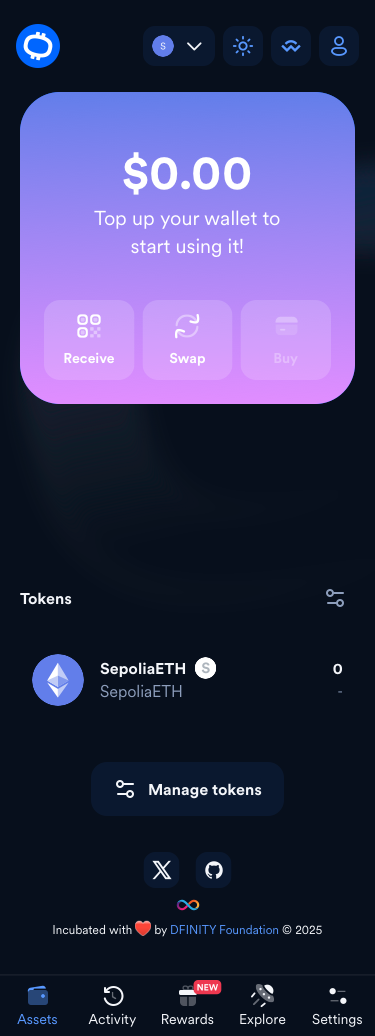 S
$0.00
Top up your wallet to
start using it!
Receive
Swap
Buy
Tokens
SepoliaETH S
0
SepoliaETH
-
Manage tokens
Incubated with ❤️ by DFINITY Foundation © 2025
NEW
Assets
Activity
Rewards
Explore
Settings